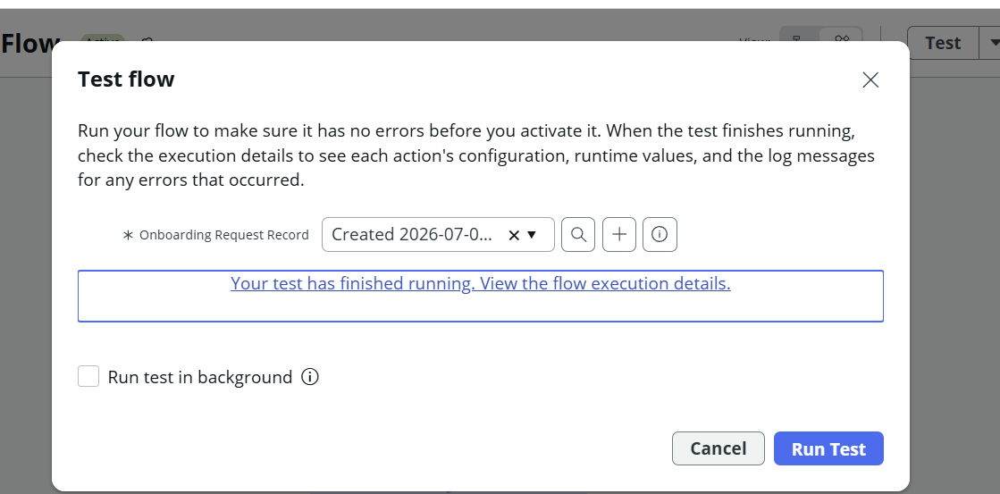 Flow Active View: Test
Test flow
Run your flow to make sure it has no errors before you activate it. When the test finishes running,
check the execution details to see each action's configuration, runtime values, and the log messages
for any errors that occurred.
* Onboarding Request Record Created 2026-07-0...
Your test has finished running. View the flow execution details.
Run test in background
Cancel Run Test